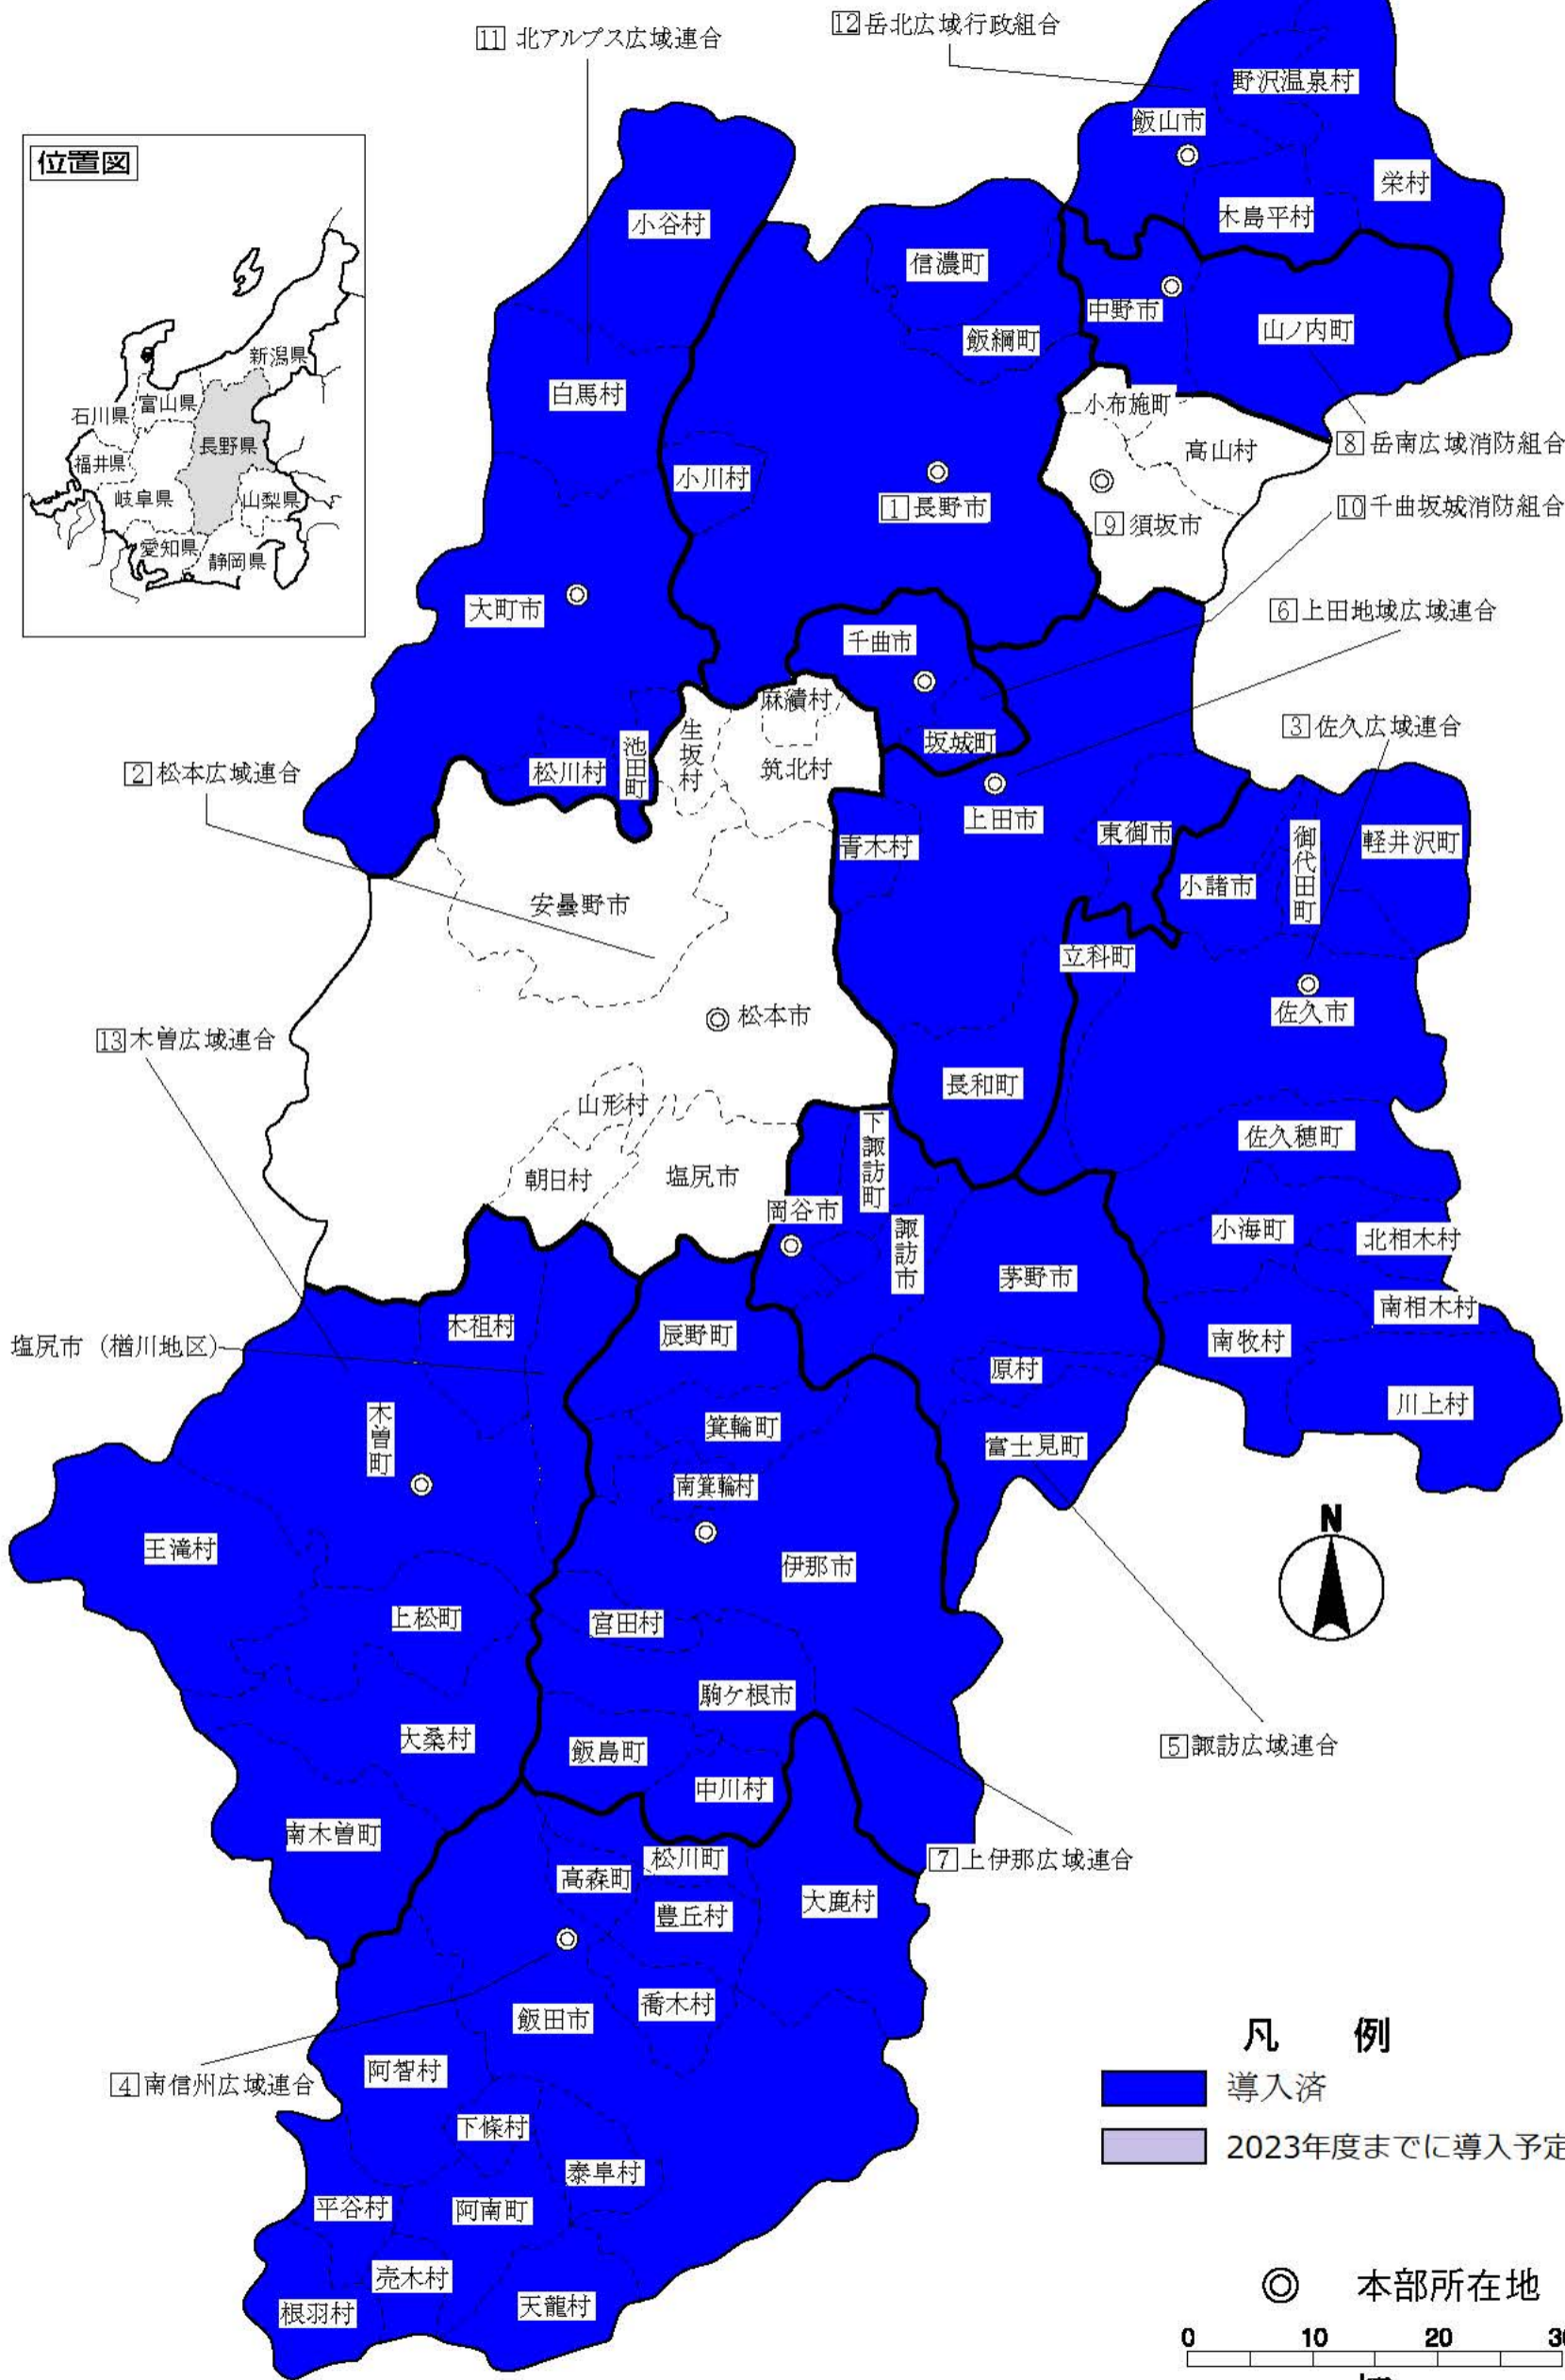 11 北アルプス広域連合
12 岳北広域行政組合
野沢温泉村
飯山市
栄村
木島平村
位置図
新潟県
富山県
石川県
長野県
福井県
岐阜県
山梨県
愛知県
静岡県
小谷村
信濃町
中野市
山ノ内町
飯綱町
白馬村
小布施町
高山村
8 岳南広域消防組合
小川村
1 長野市
9 須坂市
10 千曲坂城消防組合
大町市
6 上田地域広域連合
千曲市
麻績村
坂城町
生坂村
池田町
筑北村
松川村
3 佐久広域連合
2 松本広域連合
青木村
上田市
東御市
御代田町
軽井沢町
小諸市
安曇野市
立科町
佐久市
松本市
13 木曽広域連合
長和町
山形村
下諏訪町
佐久穂町
朝日村
塩尻市
岡谷市
諏訪市
小海町
北相木村
茅野市
南相木村
木祖村
辰野町
塩尻市（楢川地区）
南牧村
原村
川上村
木曽町
箕輪町
富士見町
南箕輪村
N
王滝村
伊那市
上松町
宮田村
駒ケ根市
大桑村
飯島町
5 諏訪広域連合
中川村
南木曽町
7 上伊那広域連合
松川町
高森町
大鹿村
豊丘村
喬木村
飯田市
阿智村
4 南信州広域連合
下條村
泰阜村
平谷村
阿南町
売木村
根羽村
天龍村
凡 例
導入済
2023年度までに導入予定
◎ 本部所在地
0 10 20